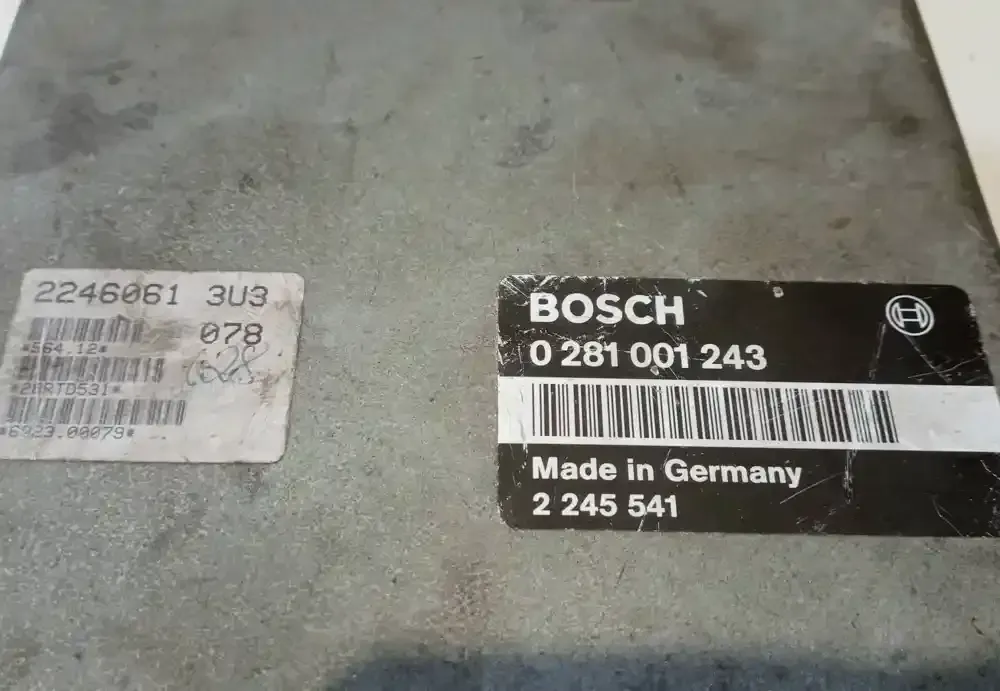 2246061 3U3
078
*564.12*
628
*28RTD531*
*6023.00079*
BOSCH
0 281 001 243
Made in Germany
2 245 541